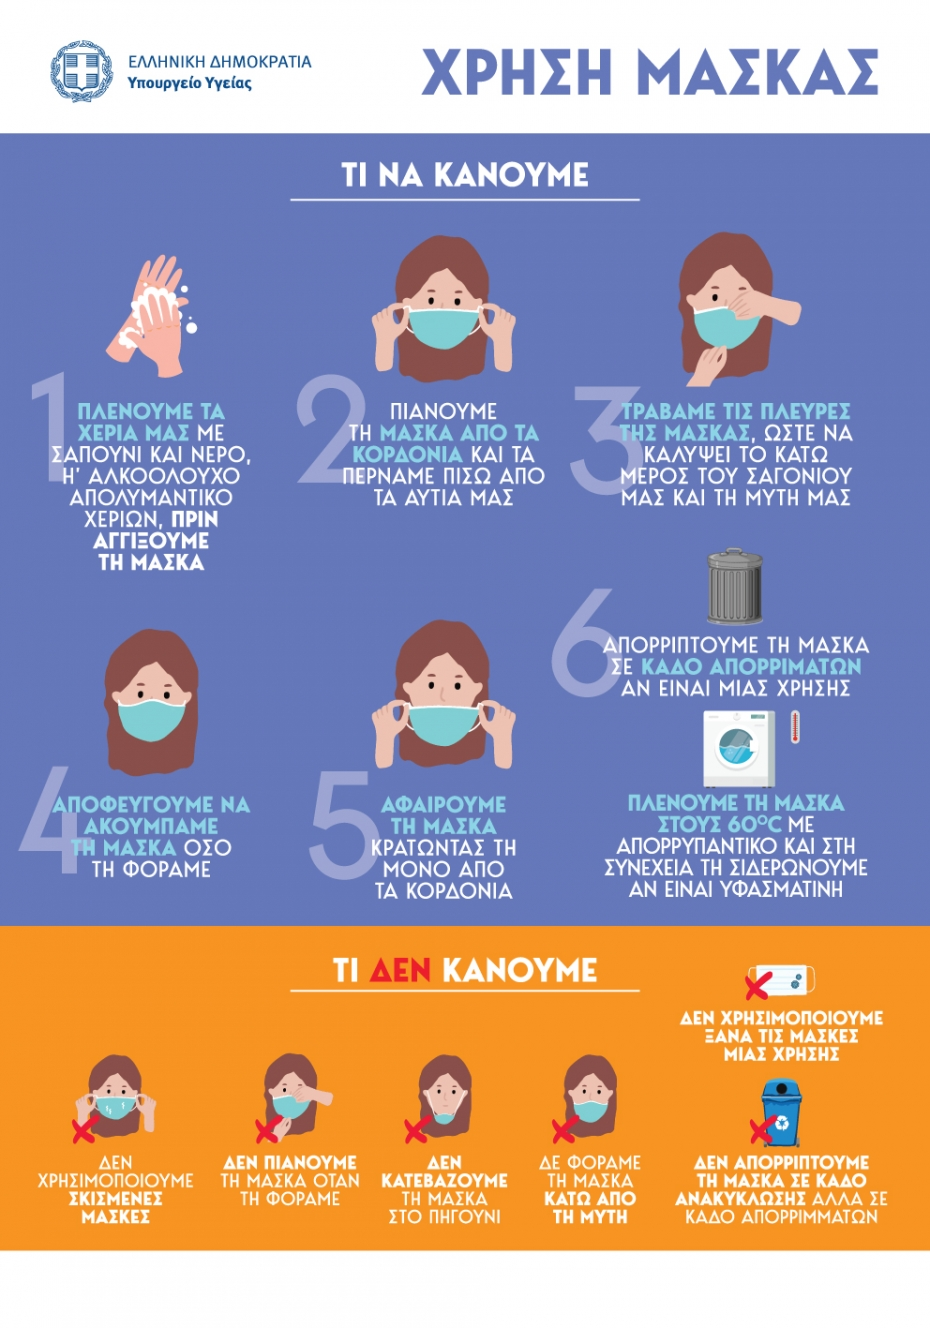 ΕΛΛΗΝΙΚΗ ΔΗΜΟΚΡΑΤΙΑ
Υπουργείο Υγείας
ΧΡΗΣΗ ΜΑΣΚΑΣ
ΤΙ ΝΑ ΚΑΝΟΥΜΕ
1
ΠΛΕΝΟΥΜΕ ΤΑ
ΧΕΡΙΑ ΜΑΣ ΜΕ
ΣΑΠΟΥΝΙ ΚΑΙ ΝΕΡΟ,
Η' ΑΛΚΟΟΛΟΥΧΟ
ΑΠΟΛΥΜΑΝΤΙΚΟ
ΧΕΡΙΩΝ, ΠΡΙΝ
ΑΓΓΙΞΟΥΜΕ
ΤΗ ΜΑΣΚΑ
2
ΠΙΑΝΟΥΜΕ
ΤΗ ΜΑΣΚΑ ΑΠΟ ΤΑ
ΚΟΡΔΟΝΙΑ ΚΑΙ ΤΑ
ΠΕΡΝΑΜΕ ΠΙΣΩ ΑΠΟ
ΤΑ ΑΥΤΙΑ ΜΑΣ
3
ΤΡΑΒΑΜΕ ΤΙΣ ΠΛΕΥΡΕΣ
ΤΗΣ ΜΑΣΚΑΣ, ΩΣΤΕ ΝΑ
ΚΑΛΥΨΕΙ ΤΟ ΚΑΤΩ
ΜΕΡΟΣ ΤΟΥ ΣΑΓΟΝΙΟΥ
ΜΑΣ ΚΑΙ ΤΗ ΜΥΤΗ ΜΑΣ
4
ΑΠΟΦΕΥΓΟΥΜΕ ΝΑ
ΑΚΟΥΜΠΑΜΕ
ΤΗ ΜΑΣΚΑ ΟΣΟ
ΤΗ ΦΟΡΑΜΕ
5
ΑΦΑΙΡΟΥΜΕ
ΤΗ ΜΑΣΚΑ
ΚΡΑΤΩΝΤΑΣ ΤΗ
ΜΟΝΟ ΑΠΟ
ΤΑ ΚΟΡΔΟΝΙΑ
6
ΑΠΟΡΡΙΠΤΟΥΜΕ ΤΗ ΜΑΣΚΑ
ΣΕ ΚΑΔΟ ΑΠΟΡΡΙΜΑΤΩΝ
ΑΝ ΕΙΝΑΙ ΜΙΑΣ ΧΡΗΣΗΣ
ΠΛΕΝΟΥΜΕ ΤΗ ΜΑΣΚΑ
ΣΤΟΥΣ 60°C ΜΕ
ΑΠΟΡΡΥΠΑΝΤΙΚΟ ΚΑΙ ΣΤΗ
ΣΥΝΕΧΕΙΑ ΤΗ ΣΙΔΕΡΩΝΟΥΜΕ
ΑΝ ΕΙΝΑΙ ΥΦΑΣΜΑΤΙΝΗ
ΤΙ ΔΕΝ ΚΑΝΟΥΜΕ
ΔΕΝ ΧΡΗΣΙΜΟΠΟΙΟΥΜΕ
ΞΑΝΑ ΤΙΣ ΜΑΣΚΕΣ
ΜΙΑΣ ΧΡΗΣΗΣ
ΔΕΝ
ΧΡΗΣΙΜΟΠΟΙΟΥΜΕ
ΣΚΙΣΜΕΝΕΣ
ΜΑΣΚΕΣ
ΔΕΝ ΠΙΑΝΟΥΜΕ
ΤΗ ΜΑΣΚΑ ΟΤΑΝ
ΤΗ ΦΟΡΑΜΕ
ΔΕΝ
ΚΑΤΕΒΑΖΟΥΜΕ
ΤΗ ΜΑΣΚΑ
ΣΤΟ ΠΗΓΟΥΝΙ
ΔΕ ΦΟΡΑΜΕ
ΤΗ ΜΑΣΚΑ
ΚΑΤΩ ΑΠΟ
ΤΗ ΜΥΤΗ
ΔΕΝ ΑΠΟΡΡΙΠΤΟΥΜΕ
ΤΗ ΜΑΣΚΑ ΣΕ ΚΑΔΟ
ΑΝΑΚΥΚΛΩΣΗΣ ΑΛΛΑ ΣΕ
ΚΑΔΟ ΑΠΟΡΡΙΜΜΑΤΩΝ